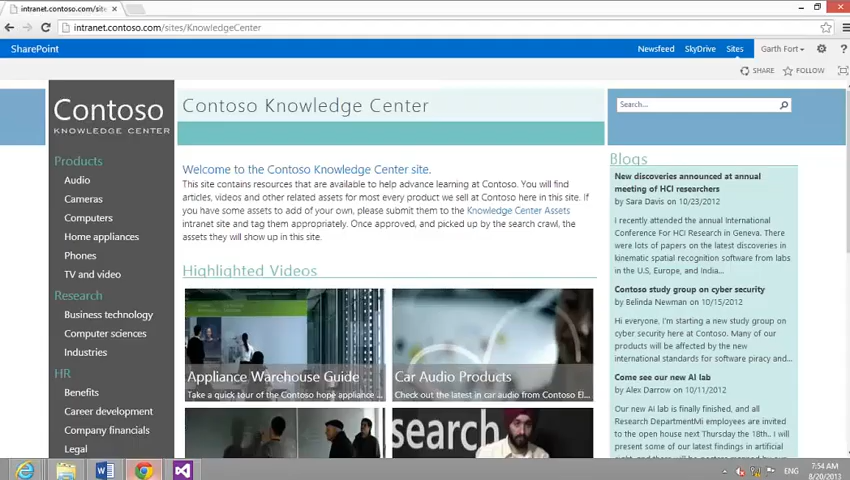 intranet.contoso.com/site
intranet.contoso.com/sites/KnowledgeCenter
SharePoint
Newsfeed SkyDrive Sites Garth Fort
SHARE FOLLOW
Contoso
KNOWLEDGE CENTER
Contoso Knowledge Center
Search...
Products
Audio
Cameras
Computers
Home appliances
Phones
TV and video
Research
Business technology
Computer sciences
Industries
HR
Benefits
Career development
Company financials
Legal
Welcome to the Contoso Knowledge Center site.
This site contains resources that are available to help advance learning at Contoso. You will find
articles, videos and other related assets for most every product we sell at Contoso here in this site. If
you have some assets to add of your own, please submit them to the Knowledge Center Assets
intranet site and tag them appropriately. Once approved, and picked up by the search crawl, the
assets they will show up in this site.
Highlighted Videos
Appliance Warehouse Guide
Take a quick tour of the Contoso hope appliance ...
Car Audio Products
Check out the latest in car audio from Contoso El...
search
Blogs
New discoveries announced at annual
meeting of HCI researchers
by Sara Davis on 10/23/2012
I recently attended the annual International
Conference For HCI Research in Geneva. There
were lots of papers on the latest discoveries in
kinematic spatial recognition software from labs
in the U.S, Europe, and India...
Contoso study group on cyber security
by Belinda Newman on 10/15/2012
Hi everyone, I'm starting a new study group on
cyber security here at Contoso. Many of our
products will be affected by the new
international standards for software piracy and...
Come see our new AI lab
by Alex Darrow on 10/11/2012
Our new AI lab is finally finished, and all
Research DepartmentMi employees are invited to
the open house next Thursday the 18th.. I will
present some of our latest findings in artificial
ENG
7:54 AM
8/20/2013